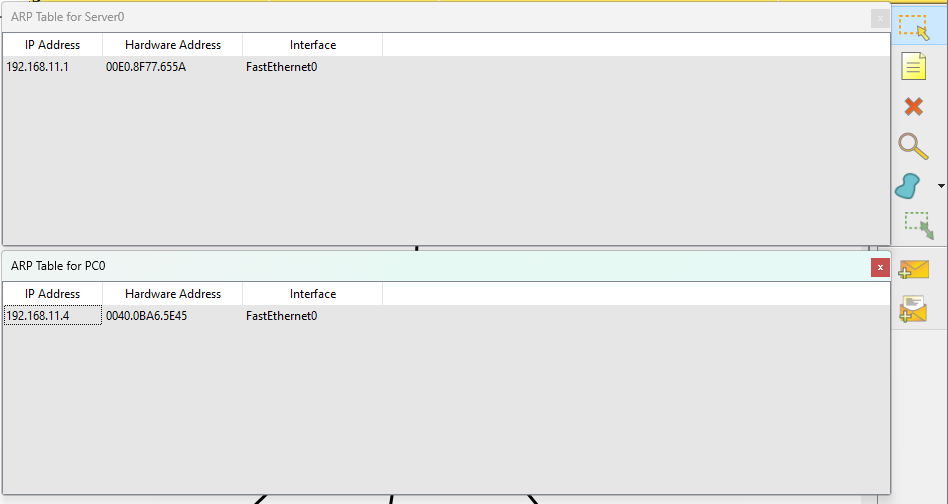 ARP Table for Server0
x
IP Address Hardware Address Interface
192.168.11.1 00E0.8F77.655A FastEthernet0
ARP Table for PC0
x
IP Address Hardware Address Interface
192.168.11.4 0040.0BA6.5E45 FastEthernet0